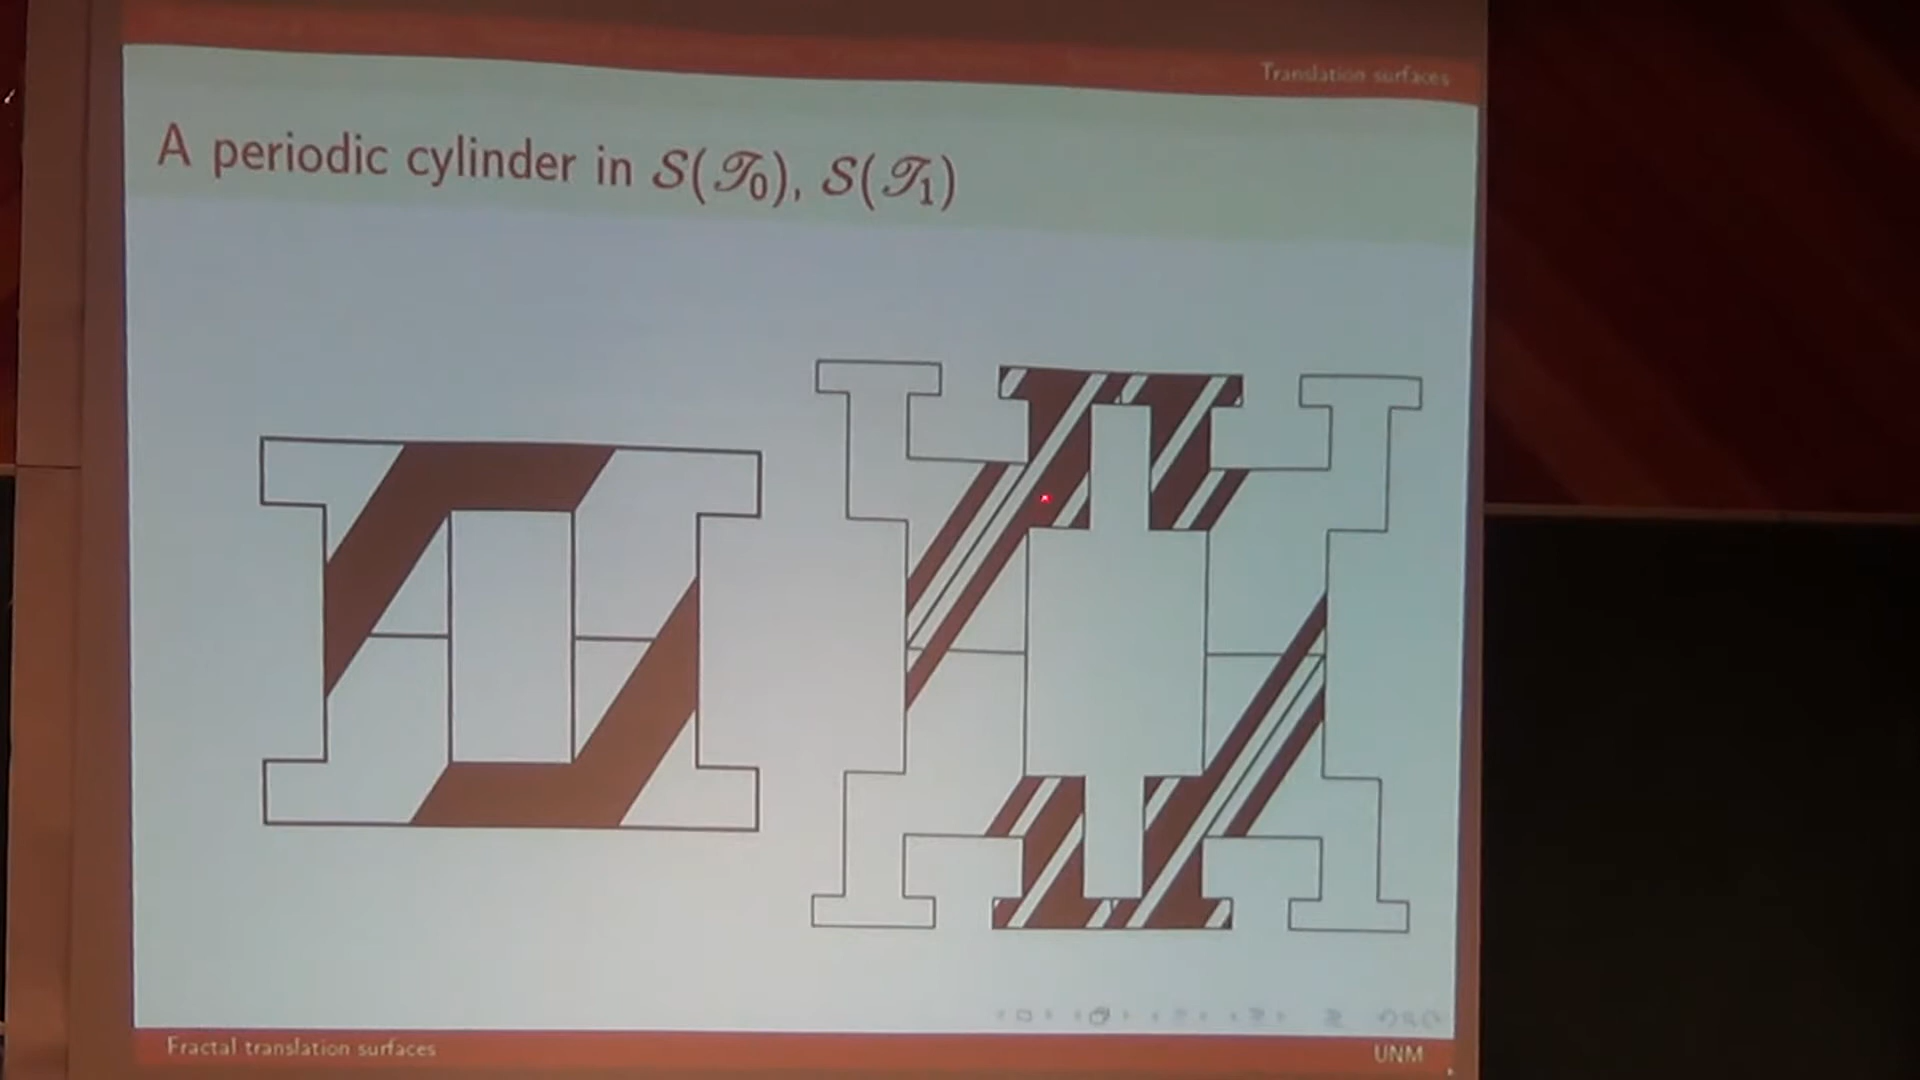 Translation surfaces
A periodic cylinder in 𝒮(𝒯₀), 𝒮(𝒯₁)
Fractal translation surfaces
UNM